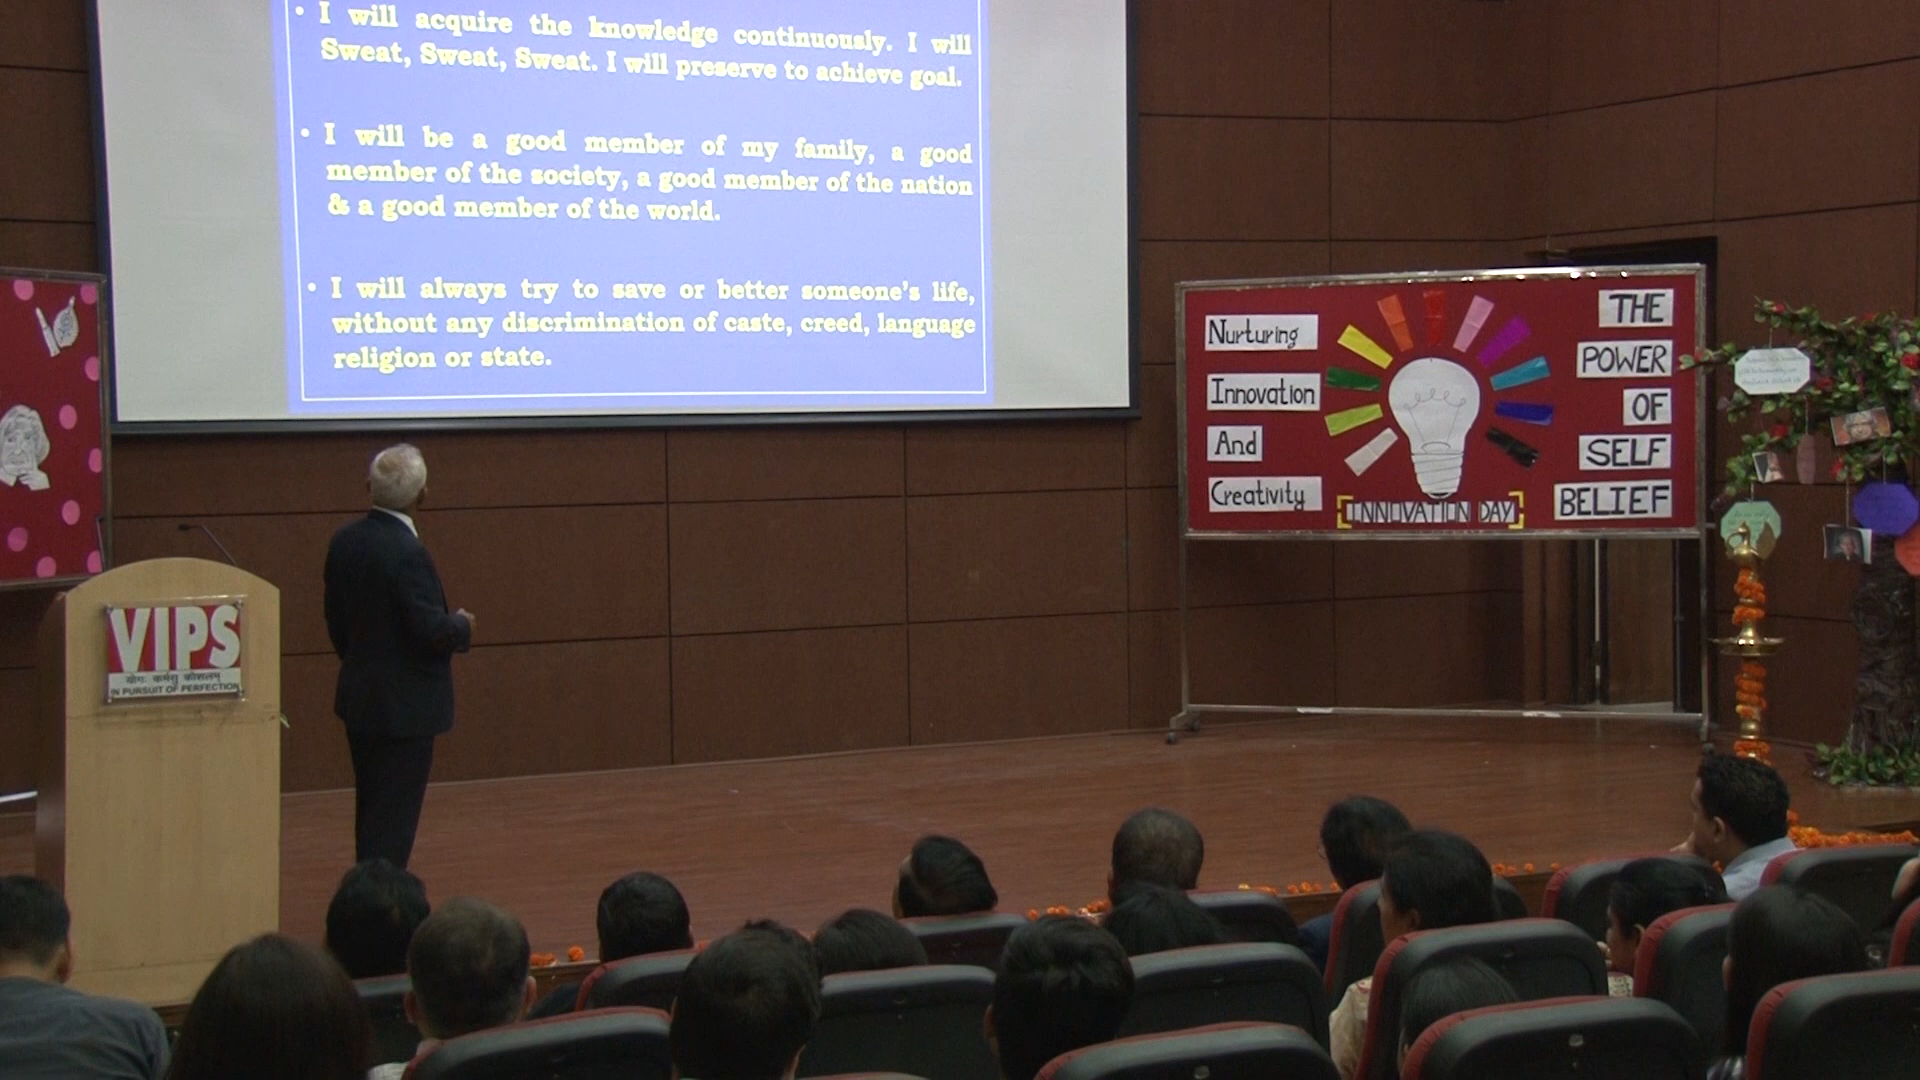 • I will acquire the knowledge continuously. I will
Sweat, Sweat, Sweat. I will preserve to achieve goal.
• I will be a good member of my family, a good
member of the society, a good member of the nation
& a good member of the world.
• I will always try to save or better someone's life,
without any discrimination of caste, creed, language
religion or state.
Nurturing
Innovation
And
Creativity
INNOVATION DAY
THE
POWER
OF
SELF
BELIEF
VIPS
योगः कर्मसु कौशलम्
IN PURSUIT OF PERFECTION